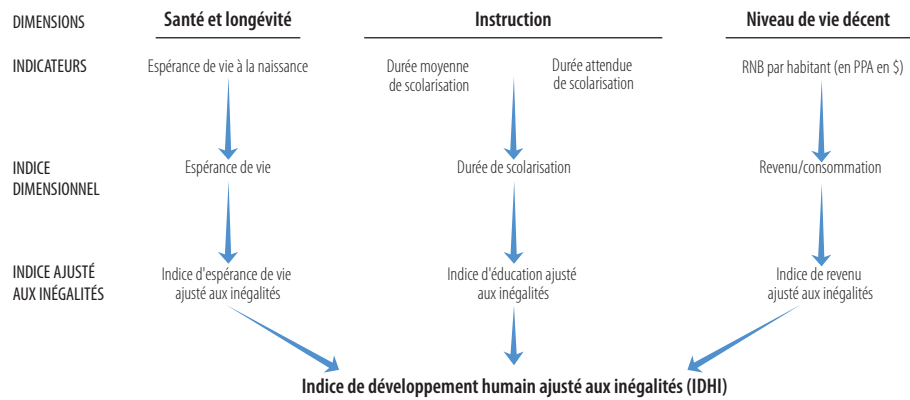 DIMENSIONS
Santé et longévité
Instruction
Niveau de vie décent
INDICATEURS
Espérance de vie à la naissance
Durée moyenne
de scolarisation
Durée attendue
de scolarisation
RNB par habitant (en PPA en $)
INDICE
DIMENSIONNEL
Espérance de vie
Durée de scolarisation
Revenu/consommation
INDICE AJUSTÉ
AUX INÉGALITÉS
Indice d'espérance de vie
ajusté aux inégalités
Indice d'éducation ajusté
aux inégalités
Indice de revenu
ajusté aux inégalités
Indice de développement humain ajusté aux inégalités (IDHI)